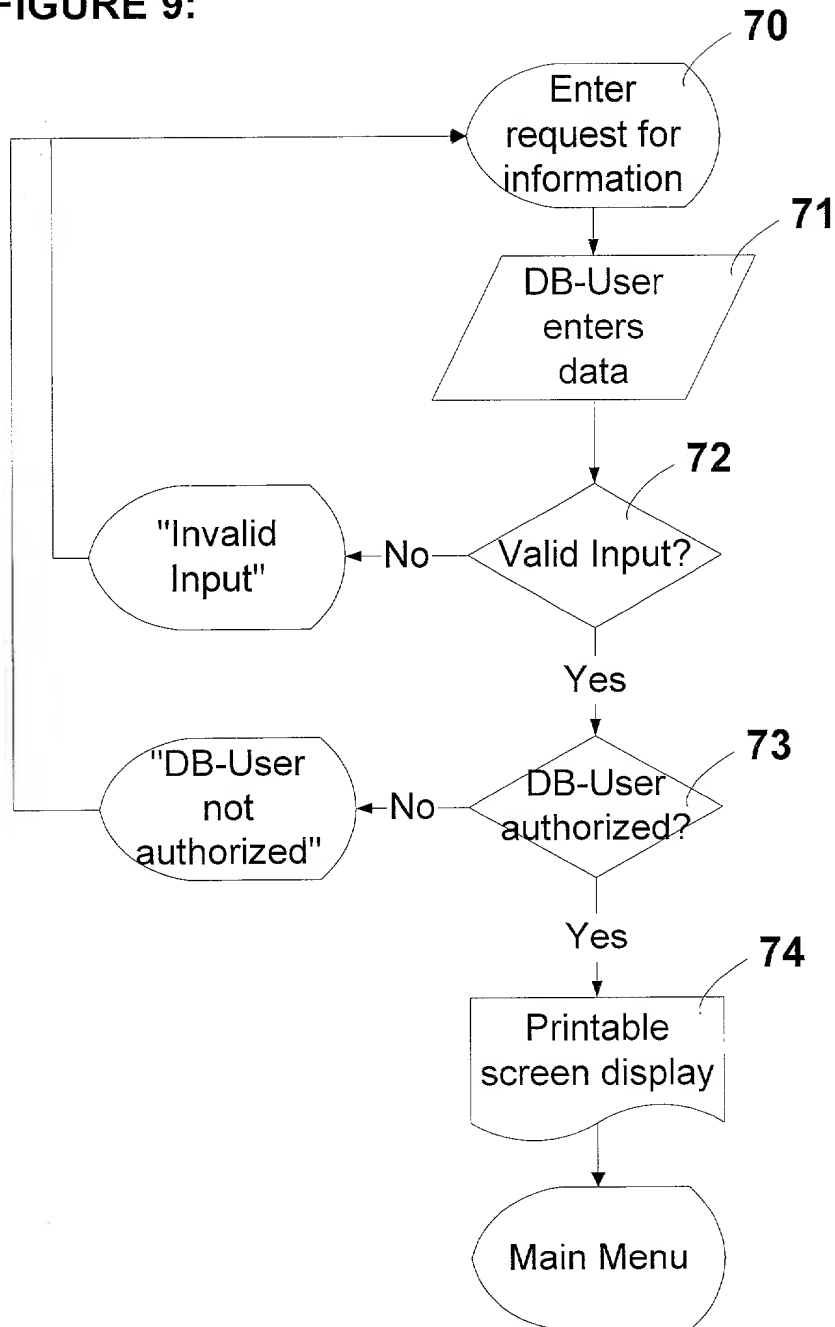 FIGURE 9:
70
Enter
request for
information
71
DB-User
enters
data
72
Valid Input?
No
"Invalid
Input"
Yes
73
DB-User
authorized?
No
"DB-User
not
authorized"
Yes
74
Printable
screen display
Main Menu